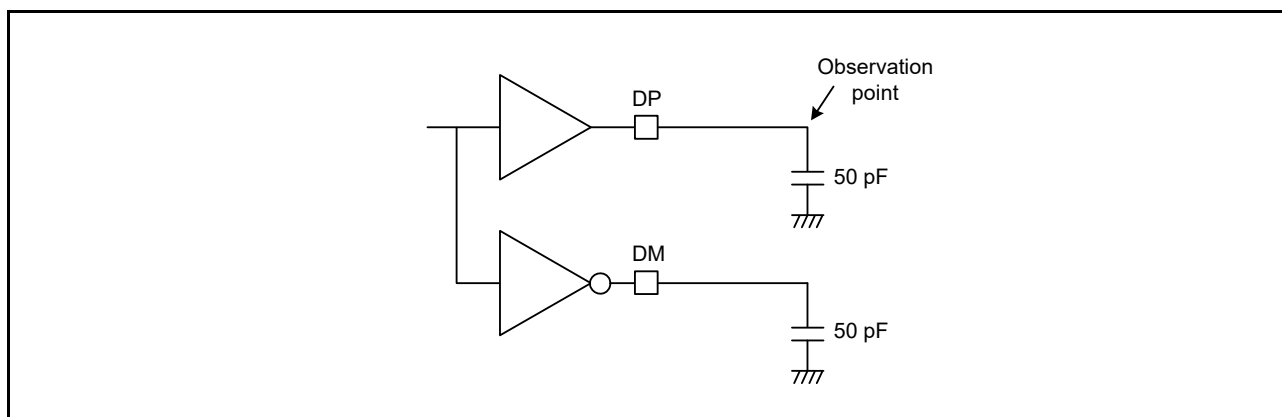 Observation
point
DP
50 pF
DM
50 pF